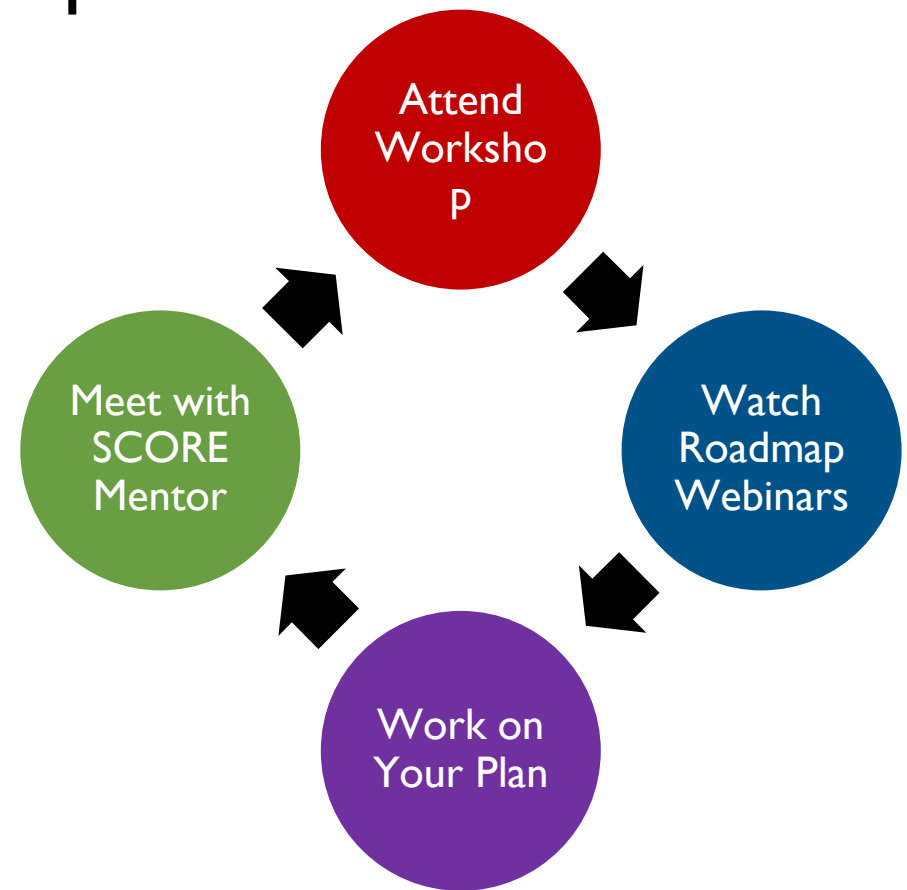 Attend
Worksho
p
Watch
Roadmap
Webinars
Work on
Your Plan
Meet with
SCORE
Mentor